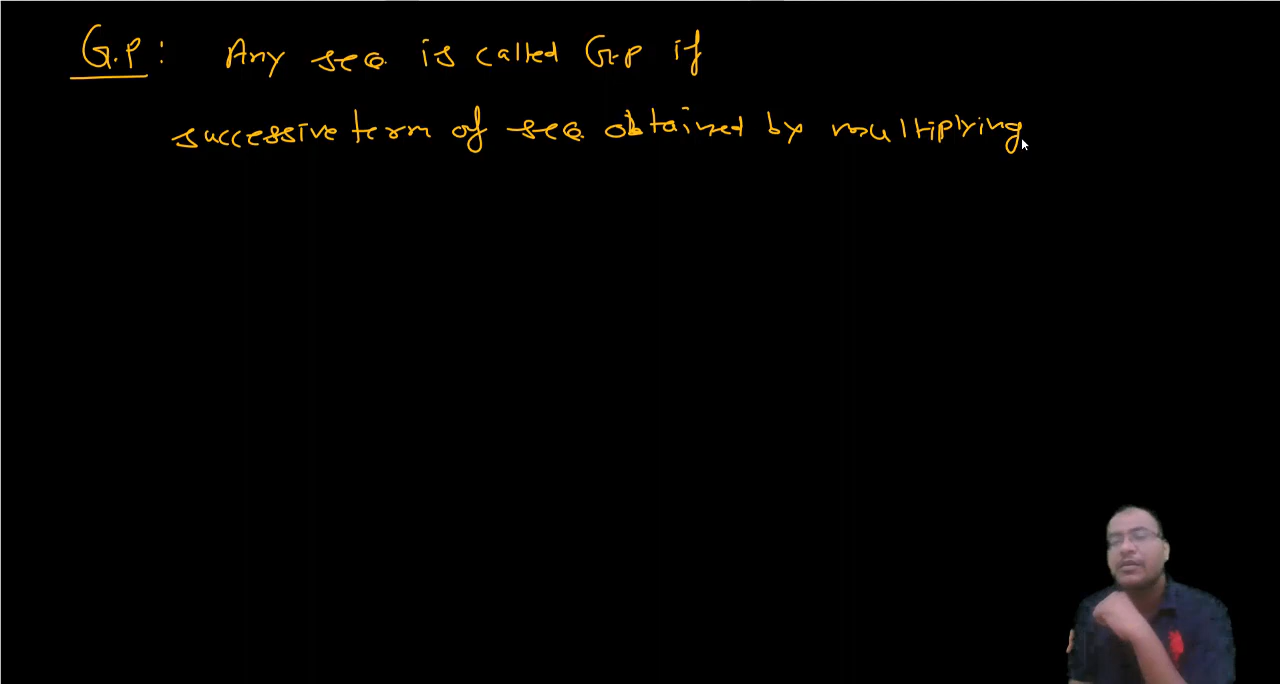 G.P : Any seq. is called G.P if
successive term of seq. obtained by multiplying